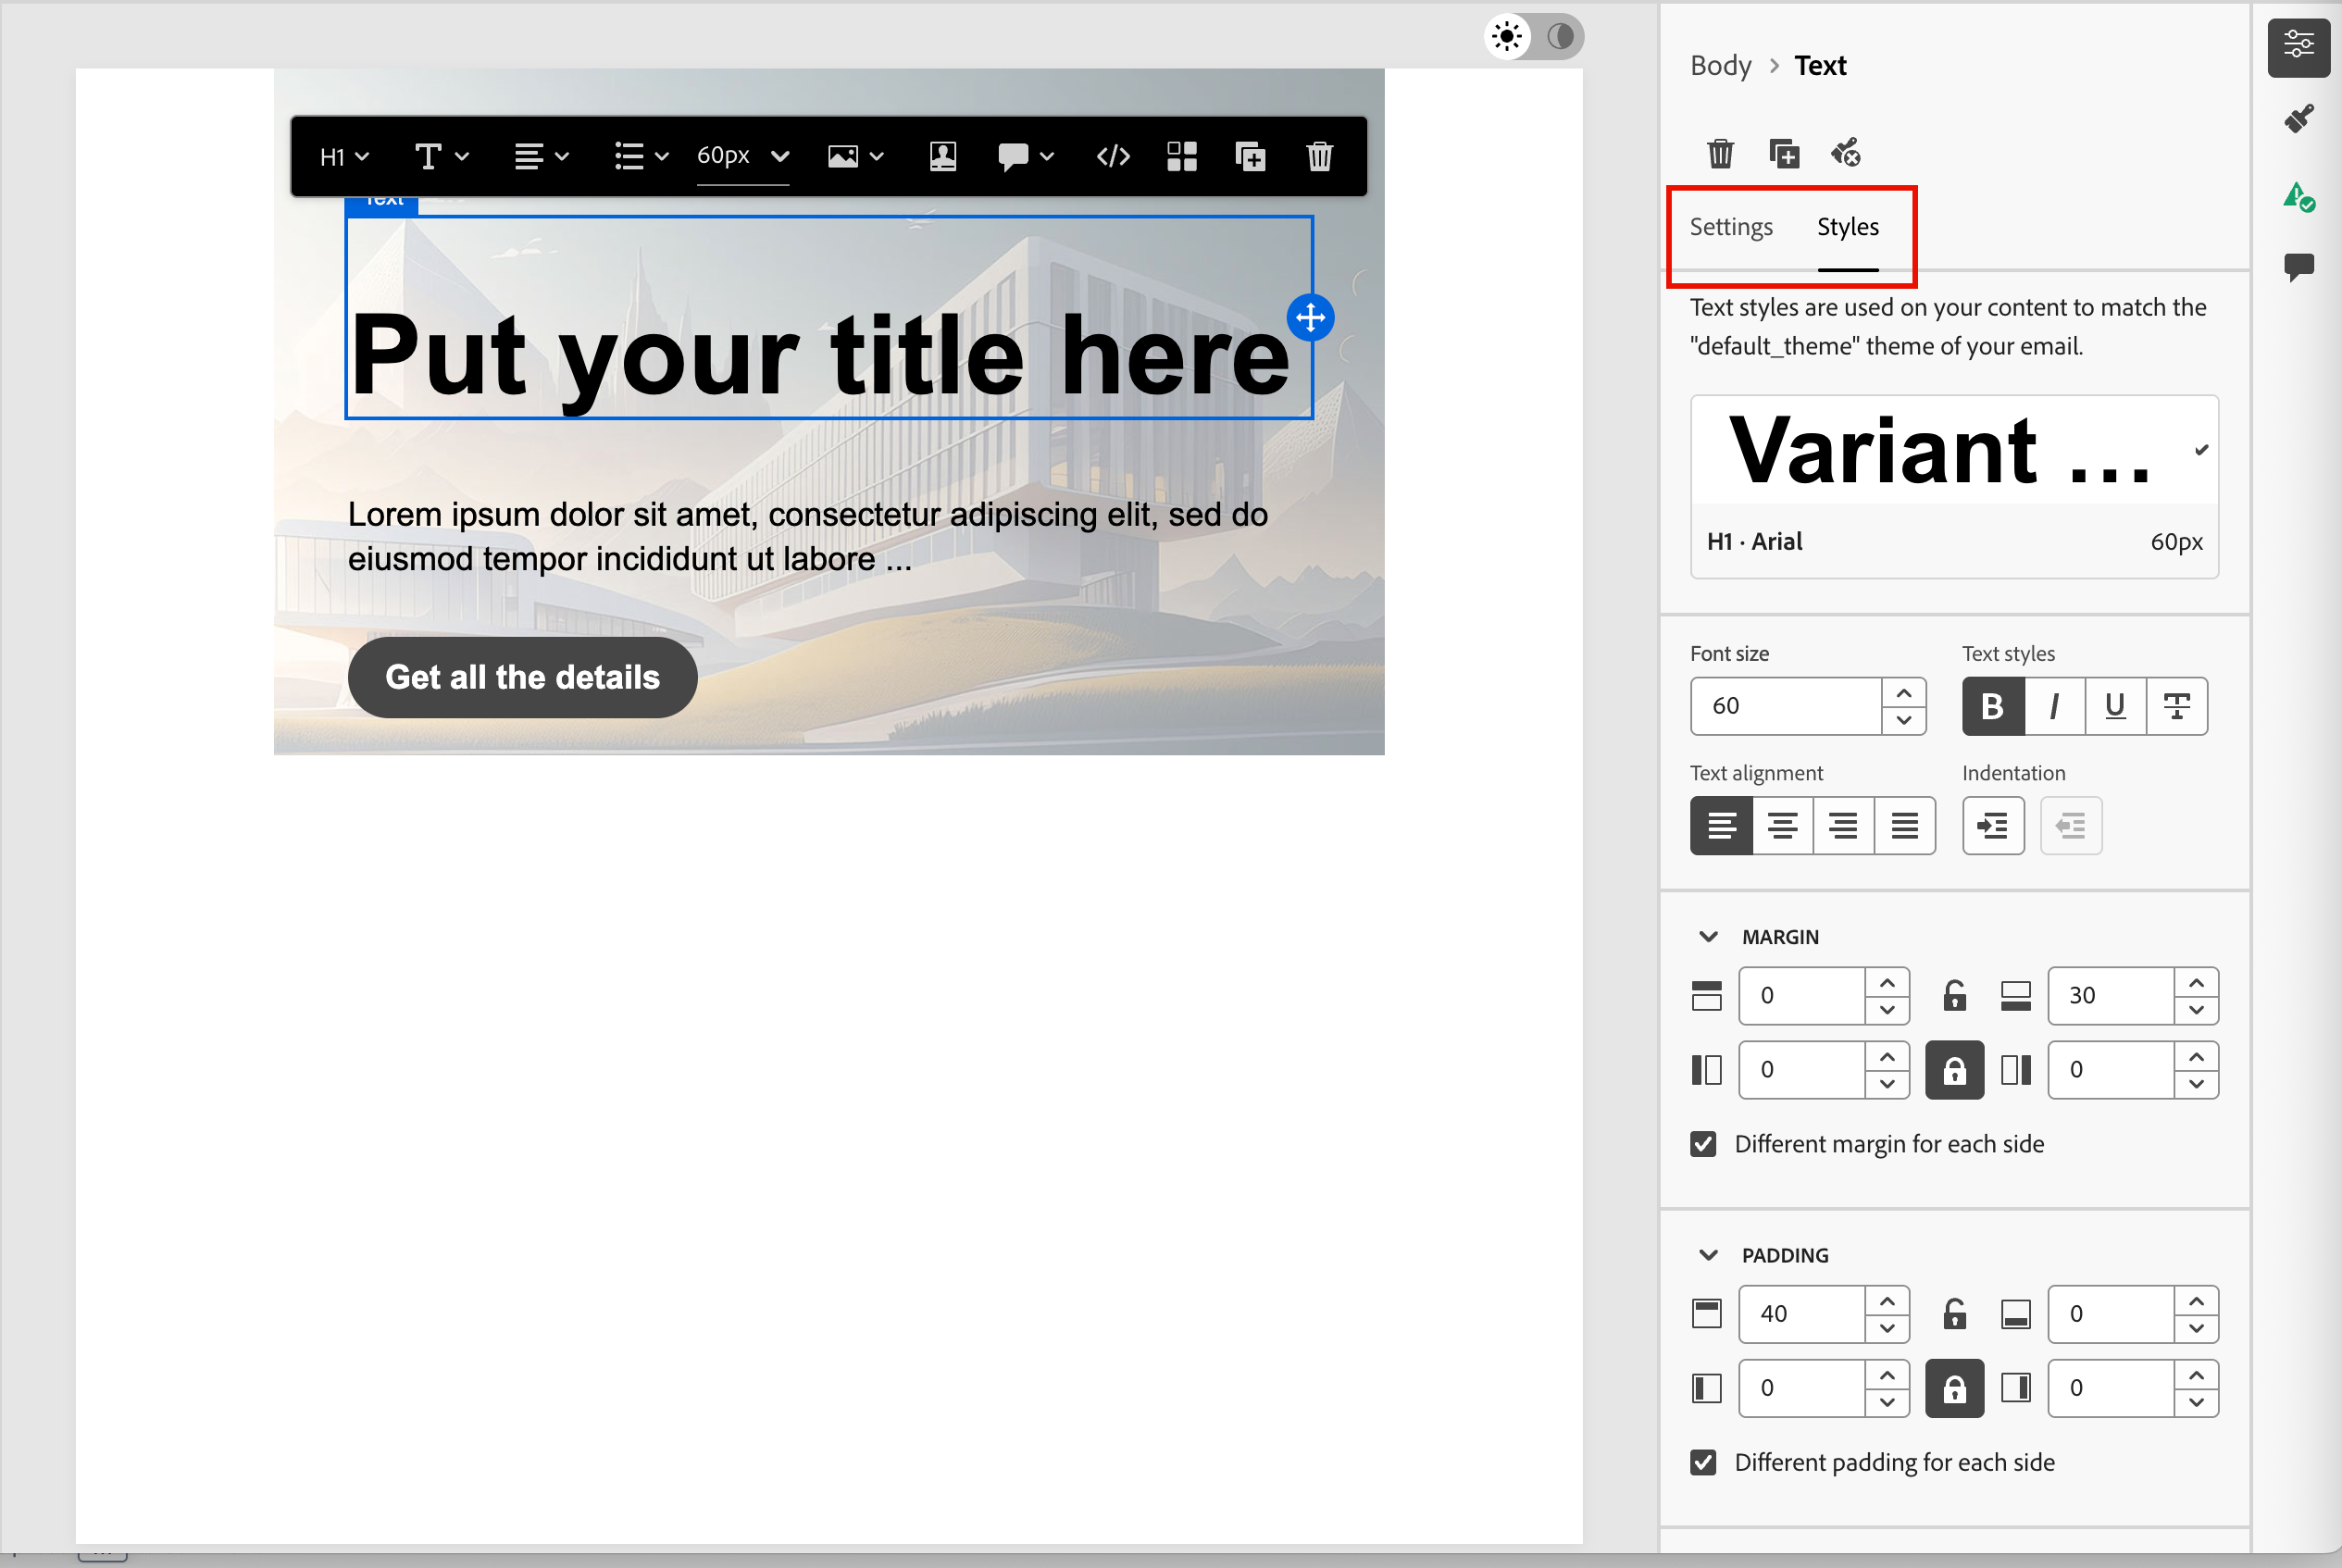 H1
60px
Text
Put your title here
Lorem ipsum dolor sit amet, consectetur adipiscing elit, sed do
eiusmod tempor incididunt ut labore ...
Get all the details
Body > Text
Settings
Styles
Text styles are used on your content to match the
"default_theme" theme of your email.
Variant ...
H1 · Arial
60px
Font size
Text styles
60
B I U T
Text alignment
Indentation
MARGIN
0
30
0
0
Different margin for each side
PADDING
40
0
0
0
Different padding for each side